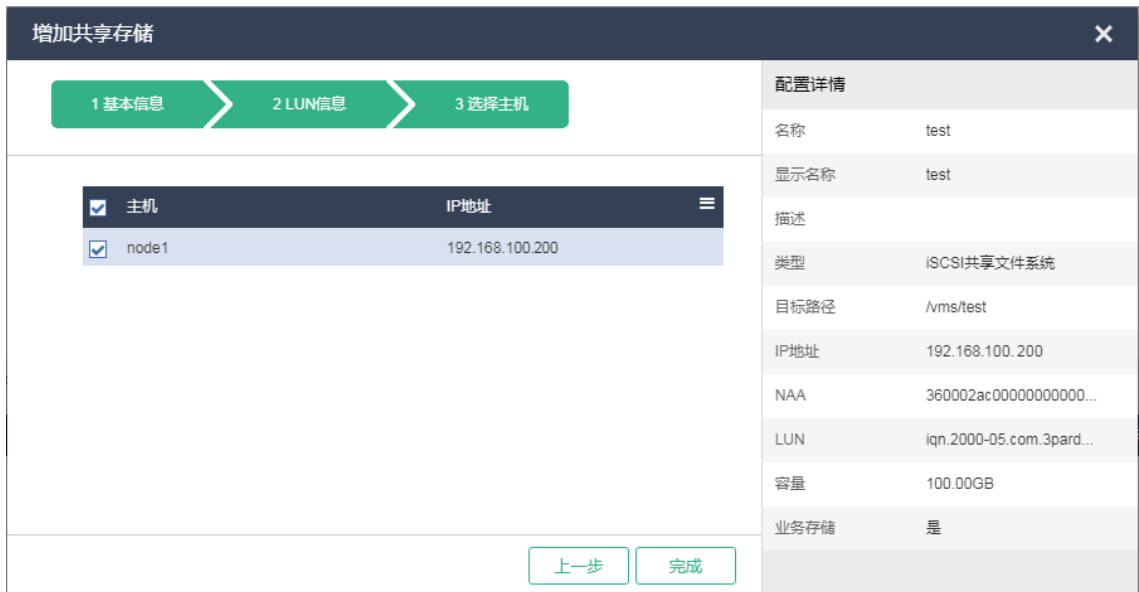 增加共享存储
1 基本信息 2 LUN信息 3 选择主机
主机 IP地址
node1 192.168.100.200
上一步 完成
配置详情
名称 test
显示名称 test
描述
类型 iSCSI共享文件系统
目标路径 /vms/test
IP地址 192.168.100. 200
NAA 360002ac00000000000...
LUN iqn.2000-05.com.3pard...
容量 100.00GB
业务存储 是